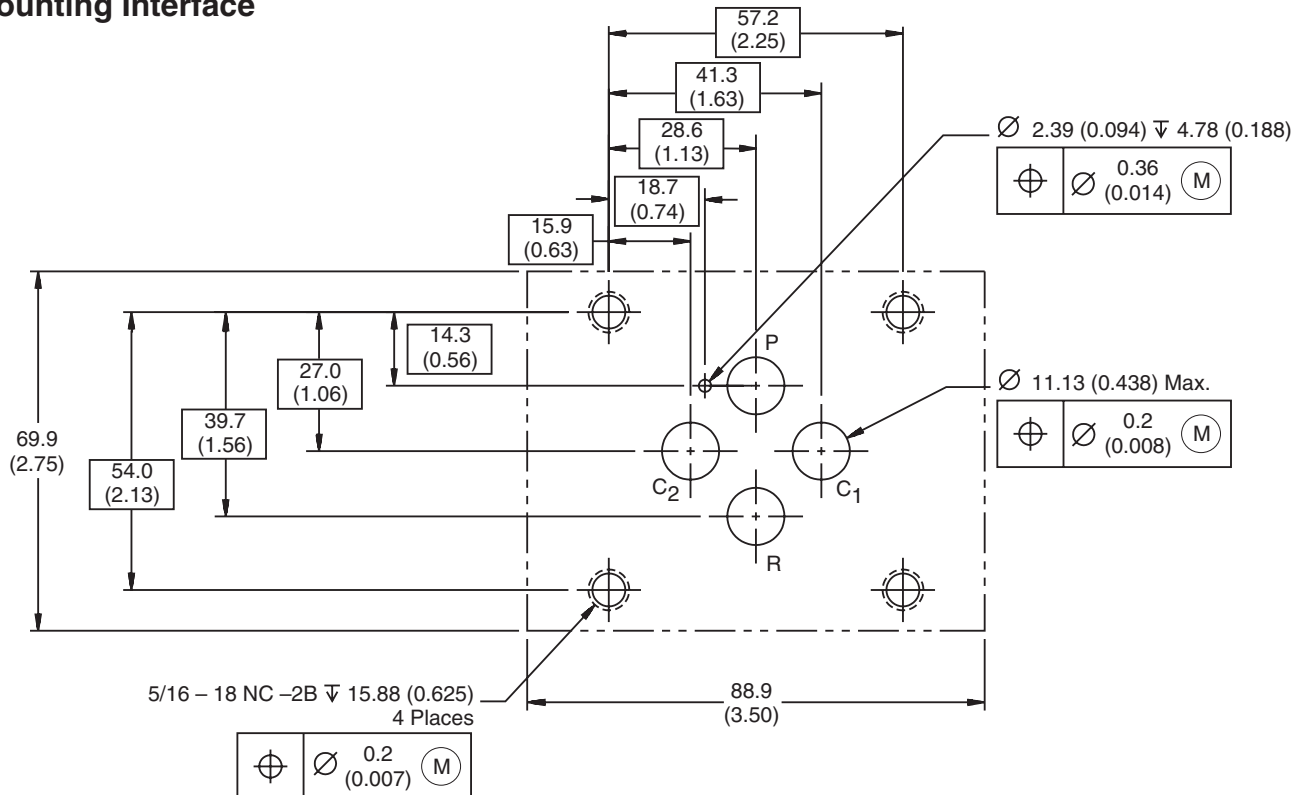 ounting Interface
57.2
(2.25)
41.3
(1.63)
28.6
(1.13)
18.7
(0.74)
15.9
(0.63)
⌀ 2.39 (0.094) ↧ 4.78 (0.188)
⌖ ⌀ 0.36 (0.014) Ⓜ
14.3
(0.56)
27.0
(1.06)
39.7
(1.56)
54.0
(2.13)
69.9
(2.75)
P
⌀ 11.13 (0.438) Max.
⌖ ⌀ 0.2 (0.008) Ⓜ
C2
C1
R
5/16 – 18 NC –2B ↧ 15.88 (0.625)
4 Places
⌖ ⌀ 0.2 (0.007) Ⓜ
88.9
(3.50)